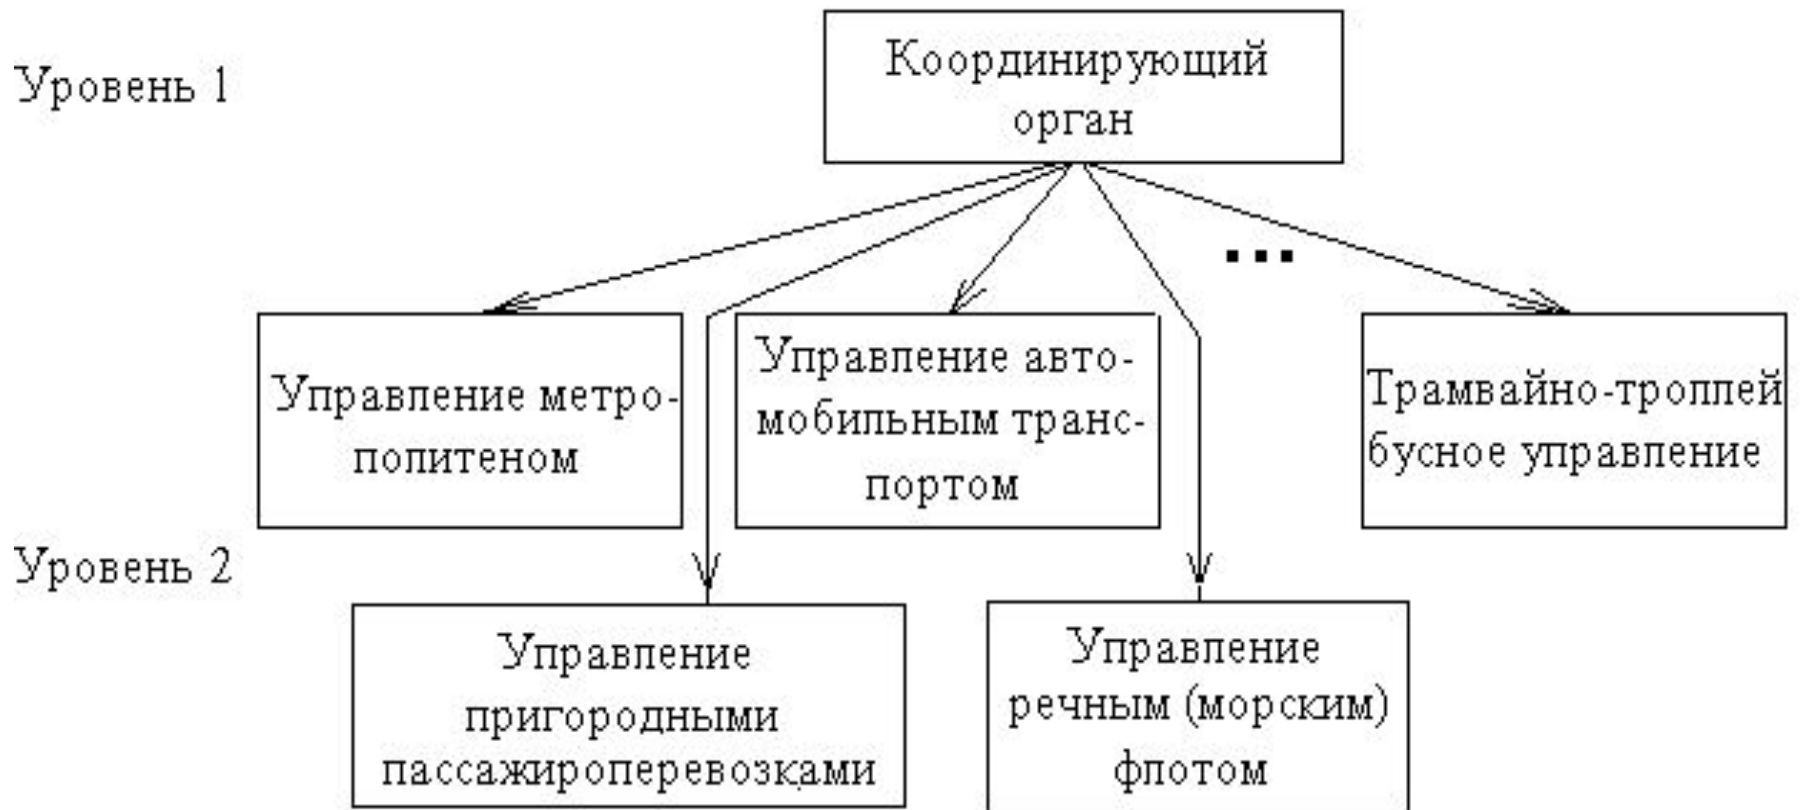 Уровень 1
Координирующий
орган
...
Управление метро-
политеном
Управление авто-
мобильным транс-
портом
Трамвайно-троллей
бусное управление
Уровень 2
Управление
пригородными
пассажироперевозками
Управление
речным (морским)
флотом